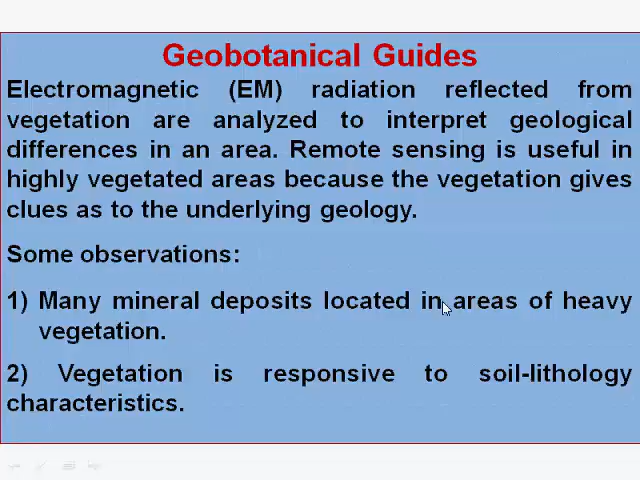 Geobotanical Guides
Electromagnetic (EM) radiation reflected from
vegetation are analyzed to interpret geological
differences in an area. Remote sensing is useful in
highly vegetated areas because the vegetation gives
clues as to the underlying geology.
Some observations:
1) Many mineral deposits located in areas of heavy
vegetation.
2) Vegetation is responsive to soil-lithology
characteristics.